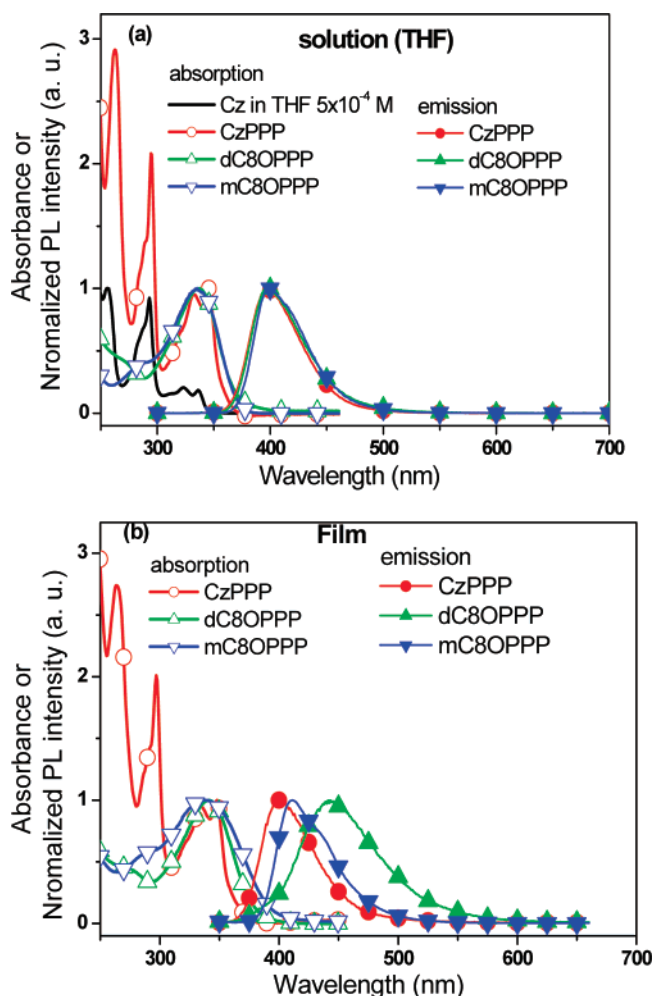 (a) solution (THF)
absorption
Cz in THF 5x10⁻⁴ M
CzPPP
dC8OPPP
mC8OPPP
emission
CzPPP
dC8OPPP
mC8OPPP
Absorbance or
Nromalized PL intensity (a. u.)
3
2
1
0
300 400 500 600 700
Wavelength (nm)
(b) Film
absorption
CzPPP
dC8OPPP
mC8OPPP
emission
CzPPP
dC8OPPP
mC8OPPP
Absorbance or
Nromalized PL intensity (a. u.)
3
2
1
0
300 400 500 600 700
Wavelength (nm)